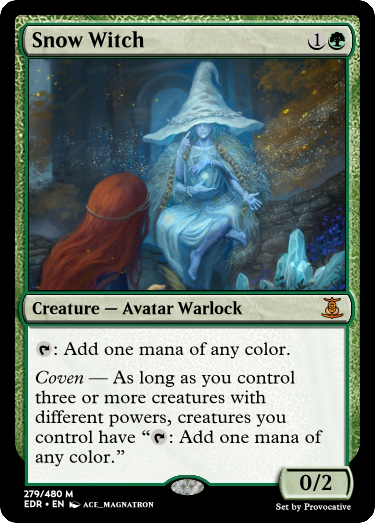 Snow Witch 1
Creature — Avatar Warlock
: Add one mana of any color.
Coven — As long as you control
three or more creatures with
different powers, creatures you
control have “: Add one mana of
any color.”
0/2
279/480 M
EDR • EN ACE_MAGNATRON
Set by Provocative